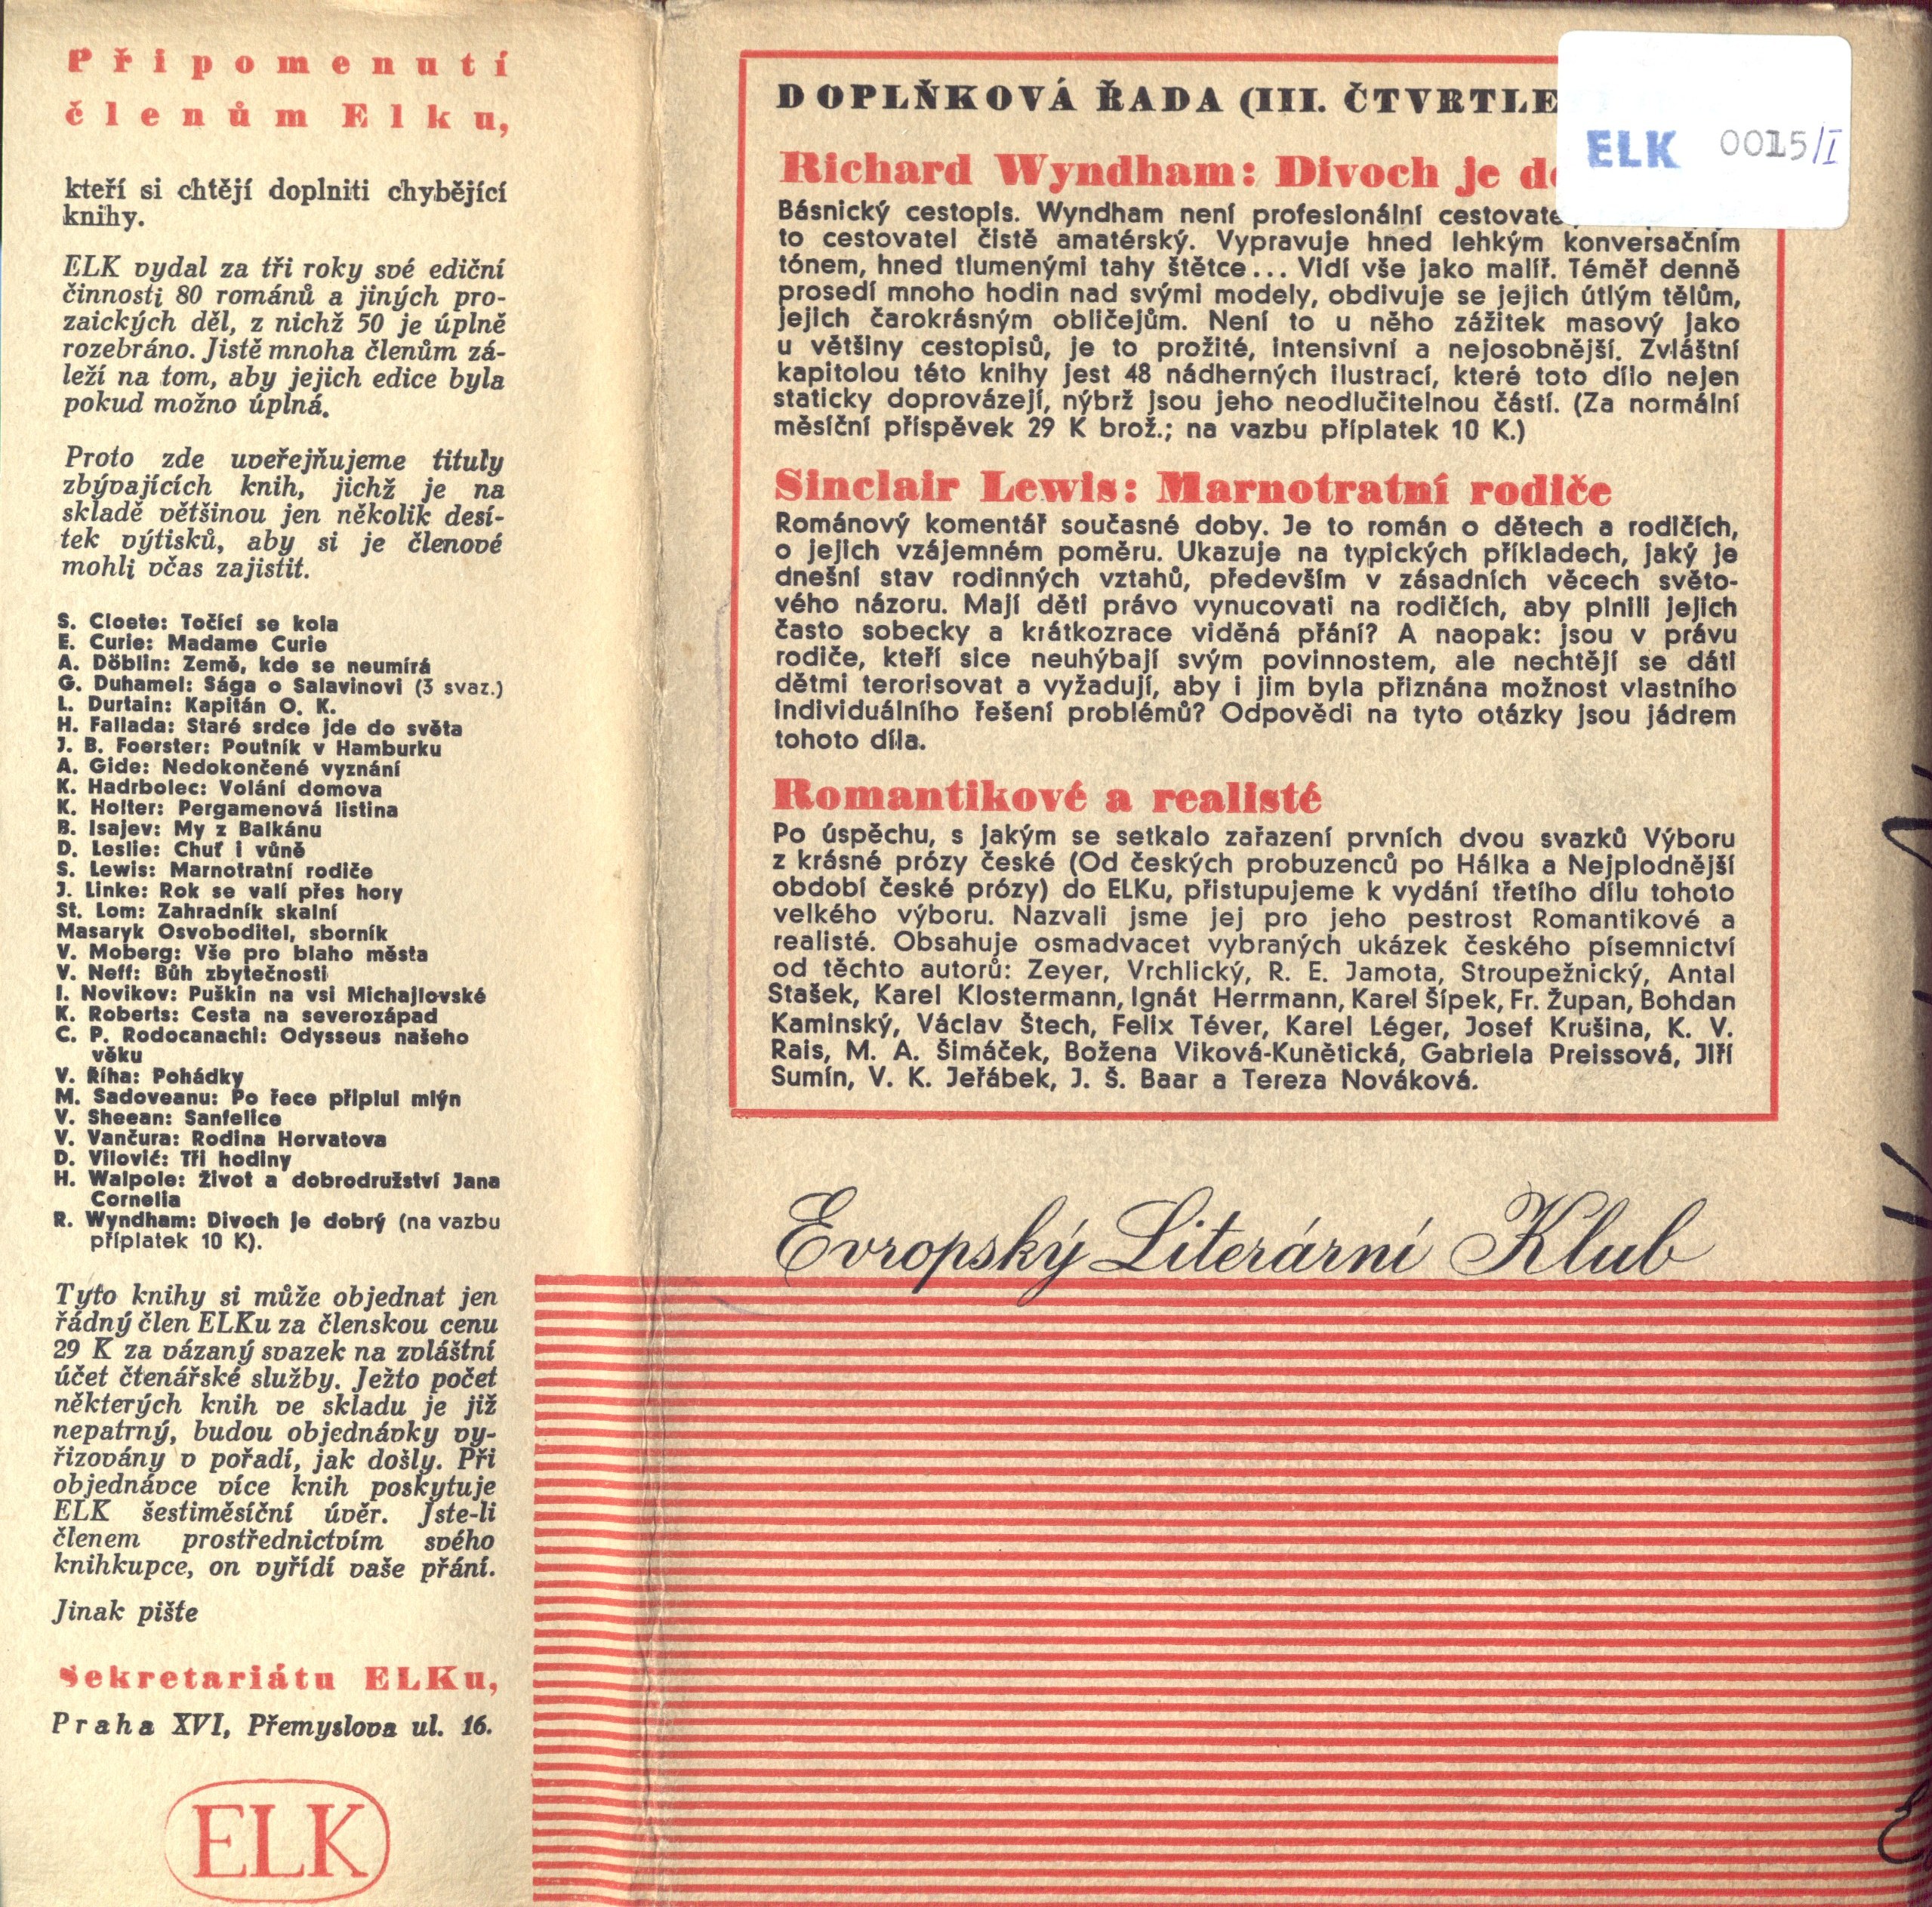 Připomenutí
členům Elku,
kteří si chtějí doplniti chybějící
knihy.
ELK vydal za tři roky své ediční
činnosti 80 románů a jiných pro-
zaických děl, z nichž 50 je úplně
rozebráno. Jistě mnoha členům zá-
leží na tom, aby jejich edice byla
pokud možno úplná.
Proto zde uveřejňujeme tituly
zbývajících knih, jichž je na
skladě většinou jen několik desí-
tek výtisků, aby si je členové
mohli včas zajistit.
S. Cloete: Točící se kola
E. Curie: Madame Curie
A. Döblin: Země, kde se neumírá
G. Duhamel: Sága o Salavinovi (3 svaz.)
L. Durtain: Kapitán O. K.
H. Fallada: Staré srdce jde do světa
J. B. Foerster: Poutník v Hamburku
A. Gide: Nedokončené vyznání
K. Hadrbolec: Volání domova
K. Holter: Pergamenová listina
B. Isajev: My z Balkánu
D. Leslie: Chuť i vůně
S. Lewis: Marnotratní rodiče
J. Linke: Rok se valí přes hory
St. Lom: Zahradník skalní
Masaryk Osvoboditel, sborník
V. Moberg: Vše pro blaho města
V. Neff: Bůh zbytečnosti
I. Novikov: Puškin na vsi Michajlovské
K. Roberts: Cesta na severozápad
C. P. Rodocanachi: Odysseus našeho
věku
V. Říha: Pohádky
M. Sadoveanu: Po řece připlul mlýn
V. Sheean: Sanfelice
V. Vančura: Rodina Horvatova
D. Vilović: Tři hodiny
H. Walpole: Život a dobrodružství Jana
Cornelia
R. Wyndham: Divoch je dobrý (na vazbu
příplatek 10 K).
Tyto knihy si může objednat jen
řádný člen ELKu za členskou cenu
29 K za vázaný svazek na zvláštní
účet čtenářské služby. Ježto počet
některých knih ve skladu je již
nepatrný, budou objednávky vy-
řizovány v pořadí, jak došly. Při
objednávce více knih poskytuje
ELK šestiměsíční úvěr. Jste-li
členem prostřednictvím svého
knihkupce, on vyřídí vaše přání.
Jinak pište
Sekretariátu ELKu,
Praha XVI, Přemyslova ul. 16.
ELK
DOPLŇKOVÁ ŘADA (III. ČTVRTLE
ELK 0015/I
Richard Wyndham: Divoch je do
Básnický cestopis. Wyndham není profesionální cestovate
to cestovatel čistě amatérský. Vypravuje hned lehkým konversačním
tónem, hned tlumenými tahy štětce... Vidí vše jako malíř. Téměř denně
prosedí mnoho hodin nad svými modely, obdivuje se jejich útlým tělům,
jejich čarokrásným obličejům. Není to u něho zážitek masový jako
u většiny cestopisů, je to prožité, intensivní a nejosobnější. Zvláštní
kapitolou této knihy jest 48 nádherných ilustrací, které toto dílo nejen
staticky doprovázejí, nýbrž jsou jeho neodlučitelnou částí. (Za normální
měsíční příspěvek 29 K brož.; na vazbu příplatek 10 K.)
Sinclair Lewis: Marnotratní rodiče
Románový komentář současné doby. Je to román o dětech a rodičích,
o jejich vzájemném poměru. Ukazuje na typických příkladech, jaký je
dnešní stav rodinných vztahů, především v zásadních věcech světo-
vého názoru. Mají děti právo vynucovati na rodičích, aby plnili jejich
často sobecky a krátkozrace viděná přání? A naopak: jsou v právu
rodiče, kteří sice neuhýbají svým povinnostem, ale nechtějí se dáti
dětmi terorisovat a vyžadují, aby i jim byla přiznána možnost vlastního
individuálního řešení problémů? Odpovědi na tyto otázky jsou jádrem
tohoto díla.
Romantikové a realisté
Po úspěchu, s jakým se setkalo zařazení prvních dvou svazků Výboru
z krásné prózy české (Od českých probuzenců po Hálka a Nejplodnější
období české prózy) do ELKu, přistupujeme k vydání třetího dílu tohoto
velkého výboru. Nazvali jsme jej pro jeho pestrost Romantikové a
realisté. Obsahuje osmadvacet vybraných ukázek českého písemnictví
od těchto autorů: Zeyer, Vrchlický, R. E. Jamota, Stroupežnický, Antal
Stašek, Karel Klostermann, Ignát Herrmann, Karel Šípek, Fr. Župan, Bohdan
Kaminský, Václav Štech, Felix Téver, Karel Léger, Josef Krušina, K. V.
Rais, M. A. Šimáček, Božena Viková-Kunětická, Gabriela Preissová, Jiří
Sumín, V. K. Jeřábek, J. Š. Baar a Tereza Nováková.
Evropský Literární Klub